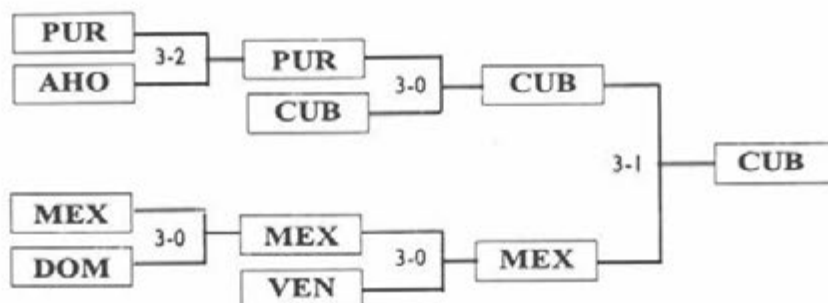 PUR
3-2
AHO
PUR
3-0
CUB
CUB
3-1
CUB
MEX
3-0
DOM
MEX
3-0
VEN
MEX